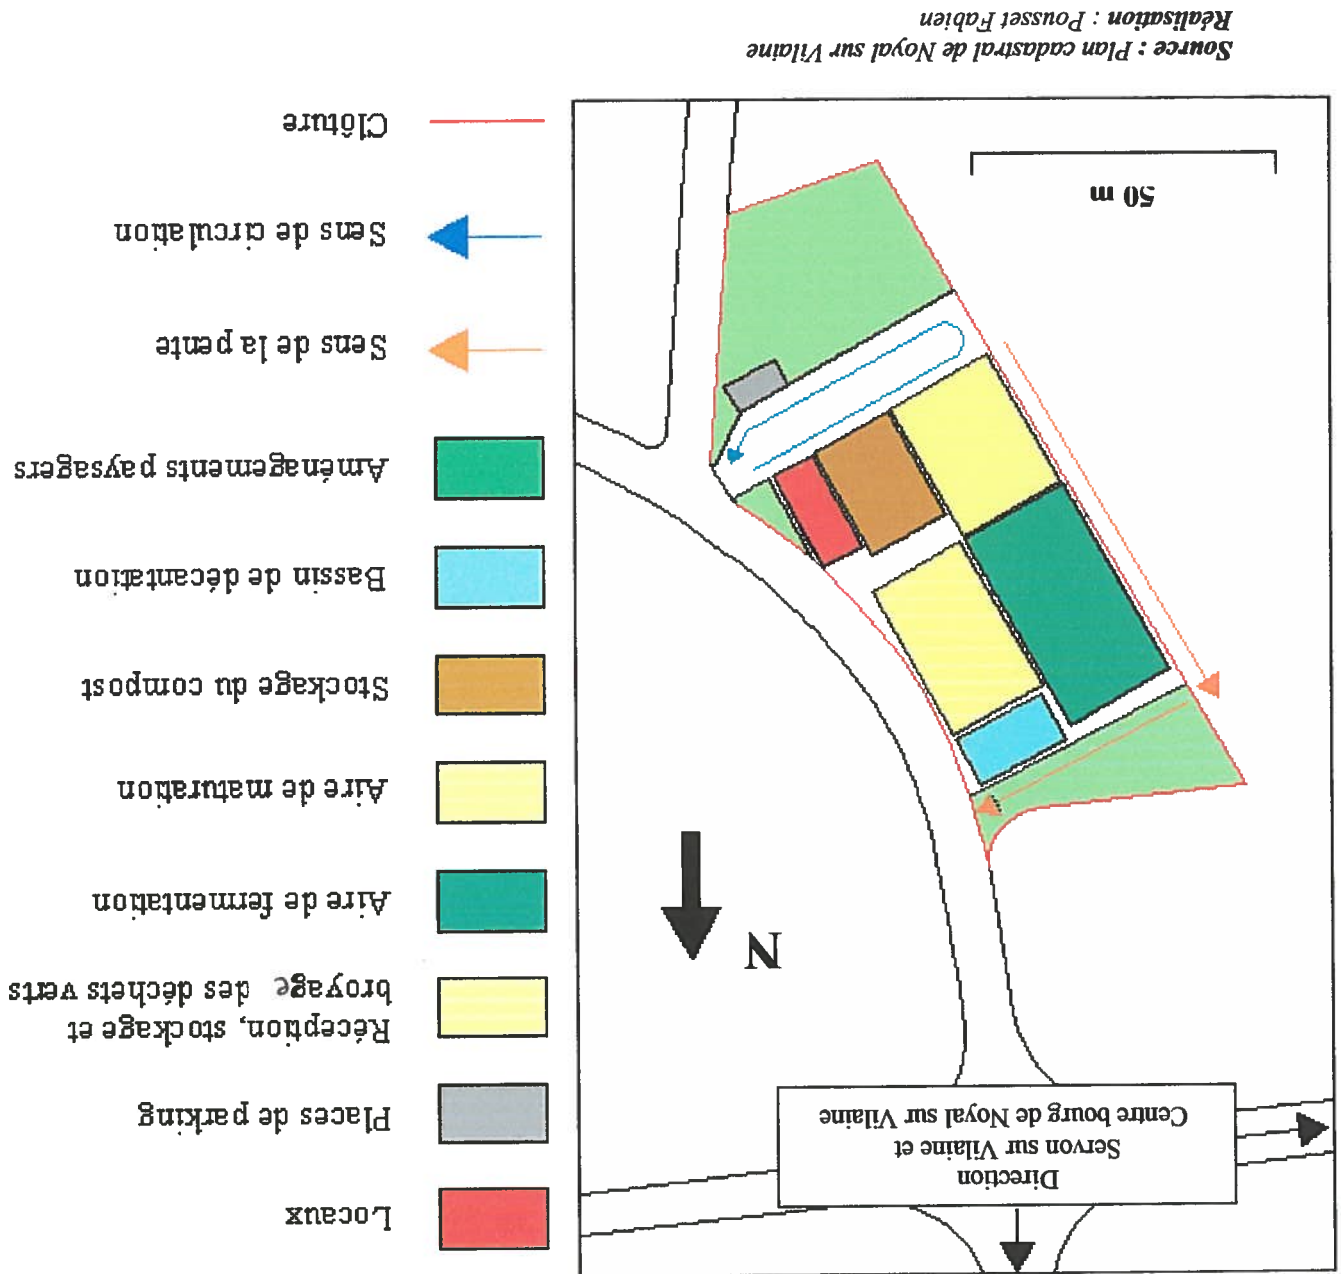 Direction
Servon sur Vilaine et
Centre bourg de Noyal sur Vilaine
N
50 m
Locaux
Places de parking
Réception, stockage et
broyage des déchets verts
Aire de fermentation
Aire de maturation
Stockage du compost
Bassin de décantation
Aménagements paysagers
Sens de la pente
Sens de circulation
Clôture
Source : Plan cadastral de Noyal sur Vilaine
Réalisation : Pousset Fabien